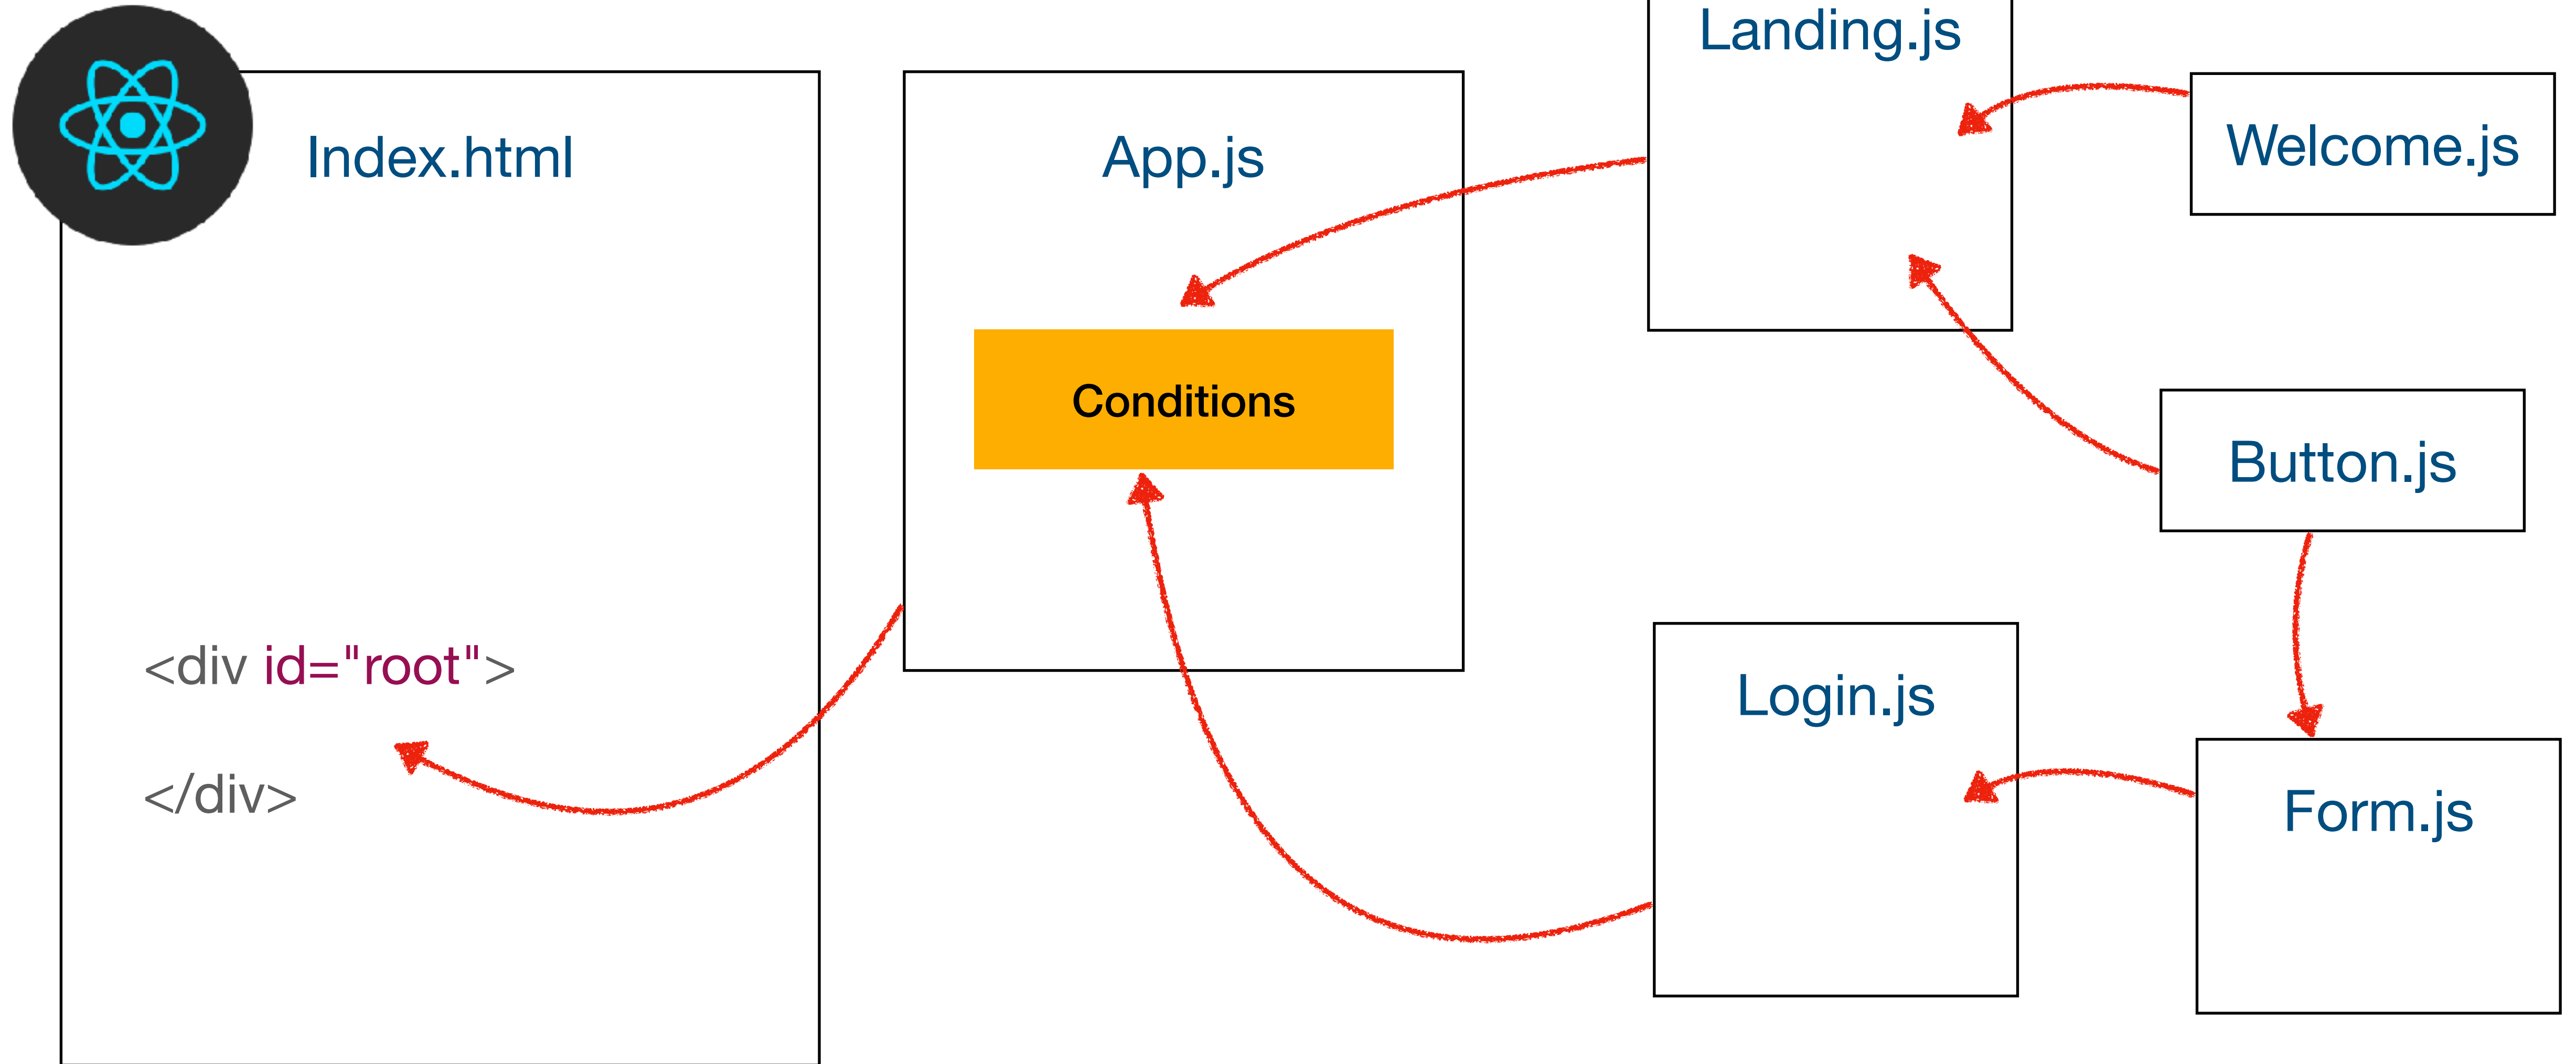 Index.html
<div id="root">
</div>
App.js
Conditions
Landing.js
Welcome.js
Button.js
Login.js
Form.js